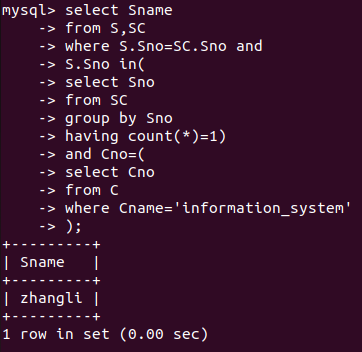 mysql> select Sname
    -> from S,SC
    -> where S.Sno=SC.Sno and
    -> S.Sno in(
    -> select Sno
    -> from SC
    -> group by Sno
    -> having count(*)=1)
    -> and Cno=(
    -> select Cno
    -> from C
    -> where Cname='information_system'
    -> );
+---------+
| Sname   |
+---------+
| zhangli |
+---------+
1 row in set (0.00 sec)